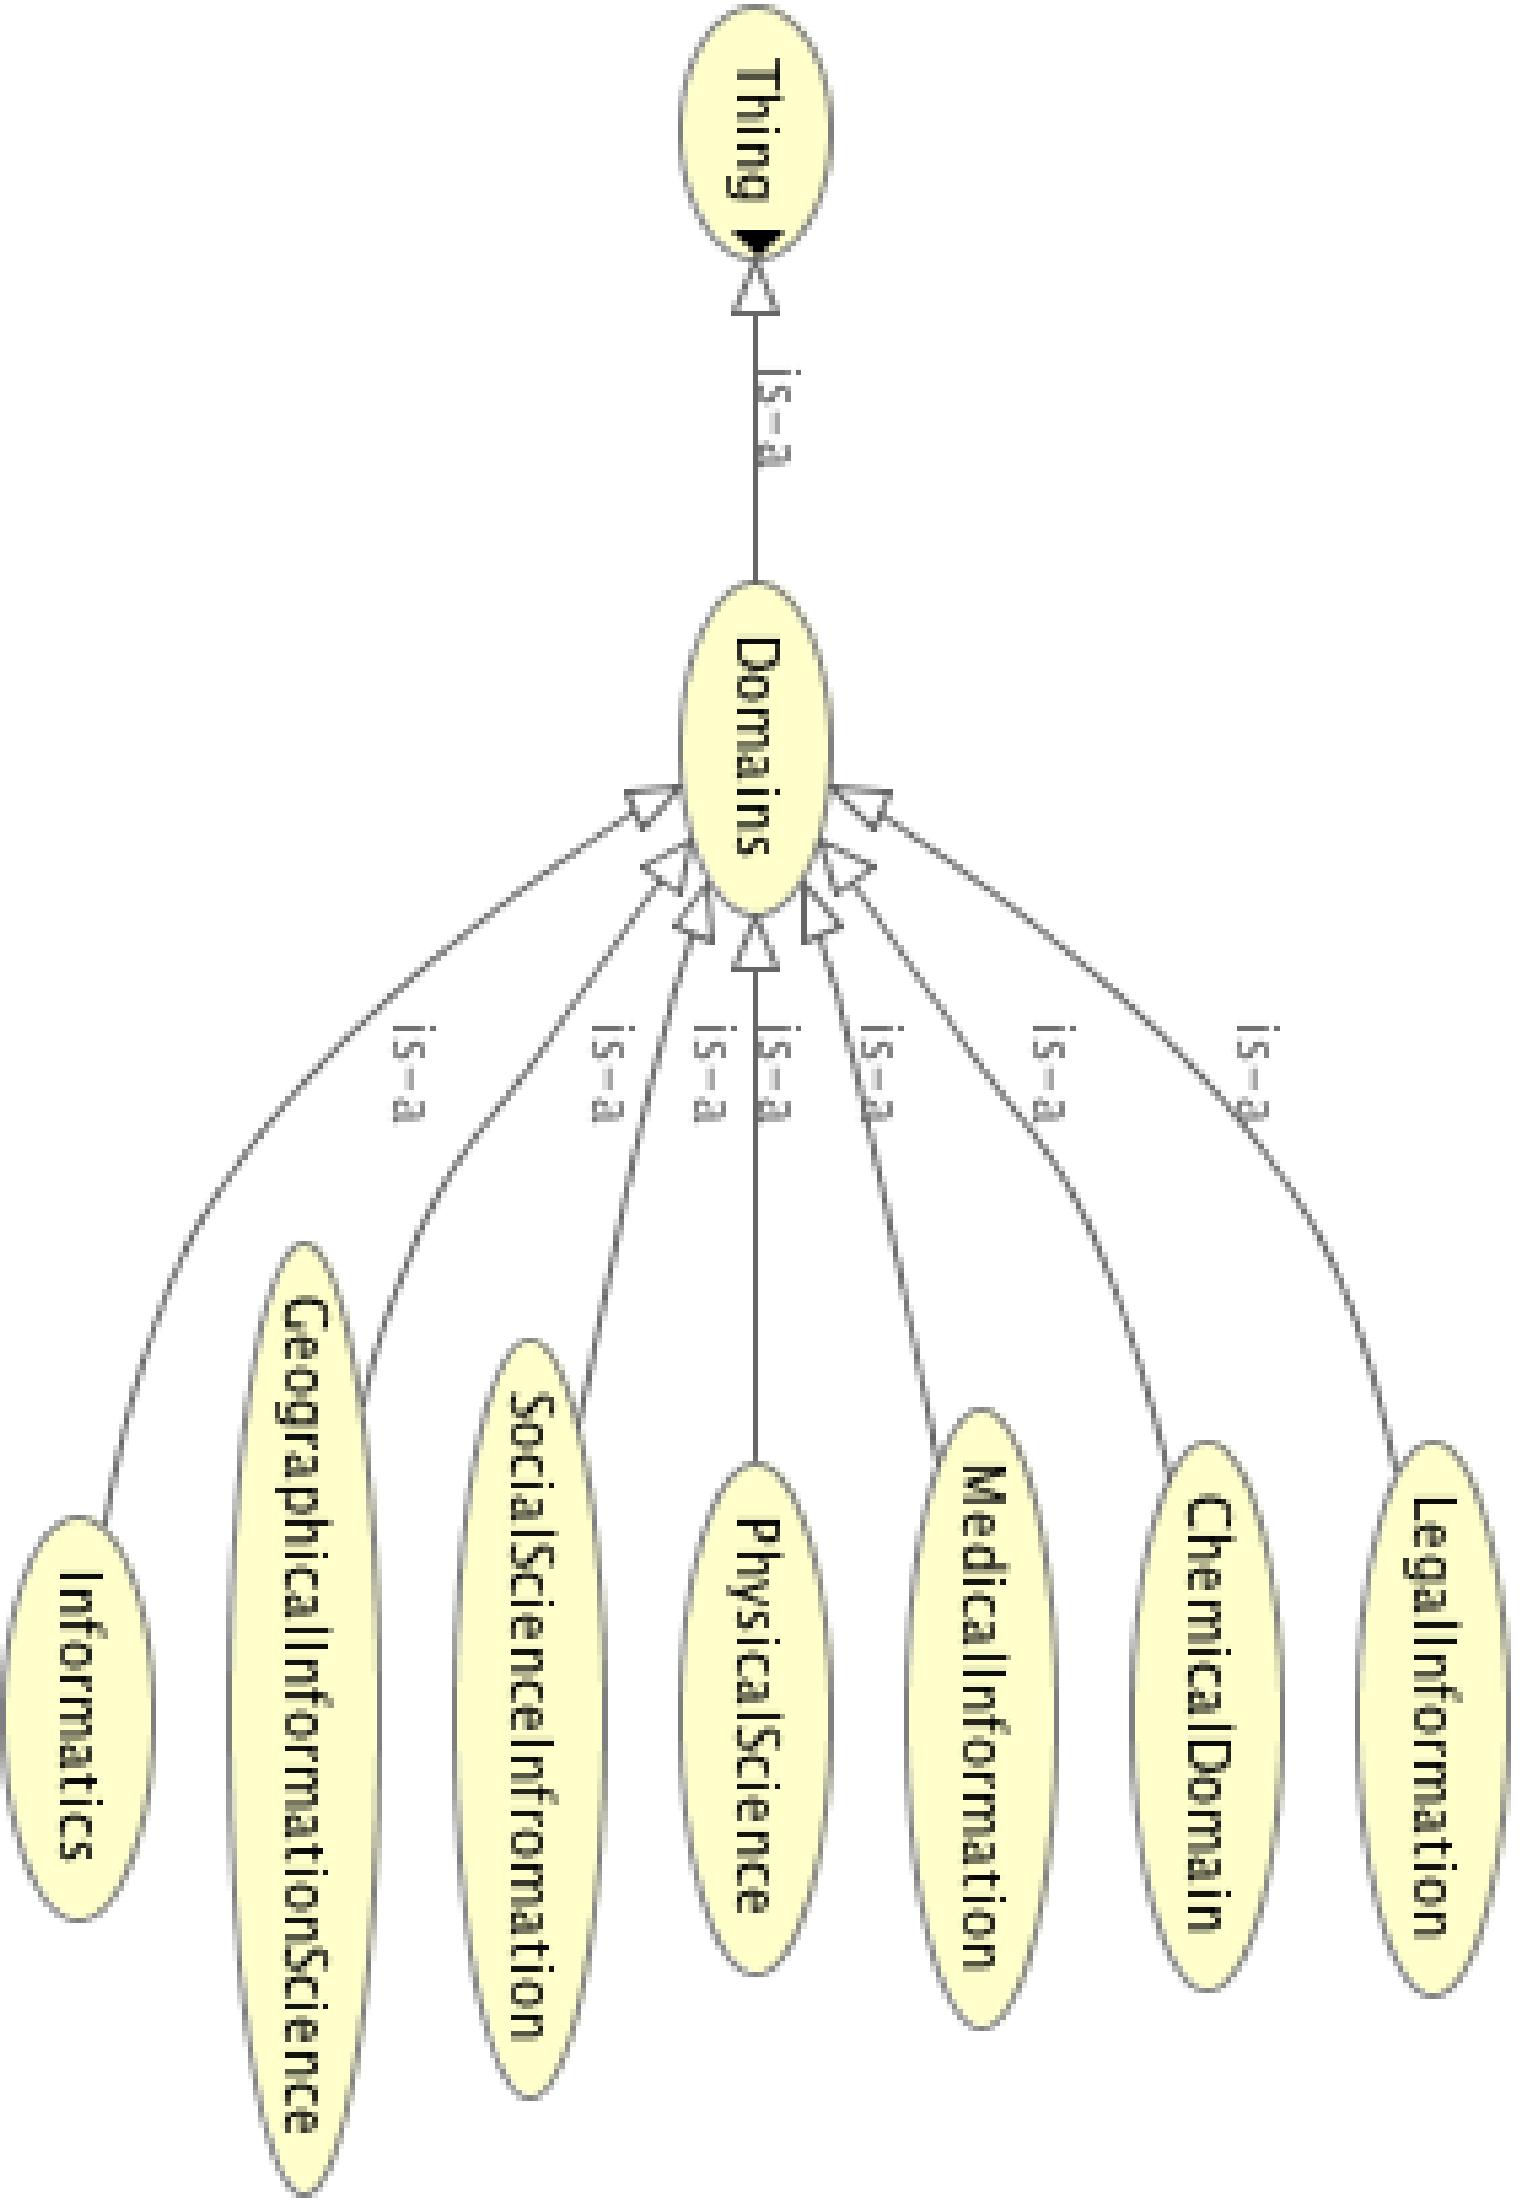 Thing
is-a
Domains
is-a
is-a
is-a
is-a
is-a
is-a
is-a
LegalInformation
ChemicalDomain
MedicalInformation
PhysicalScience
SocialScienceInfromation
GeographicalInformationScience
Informatics